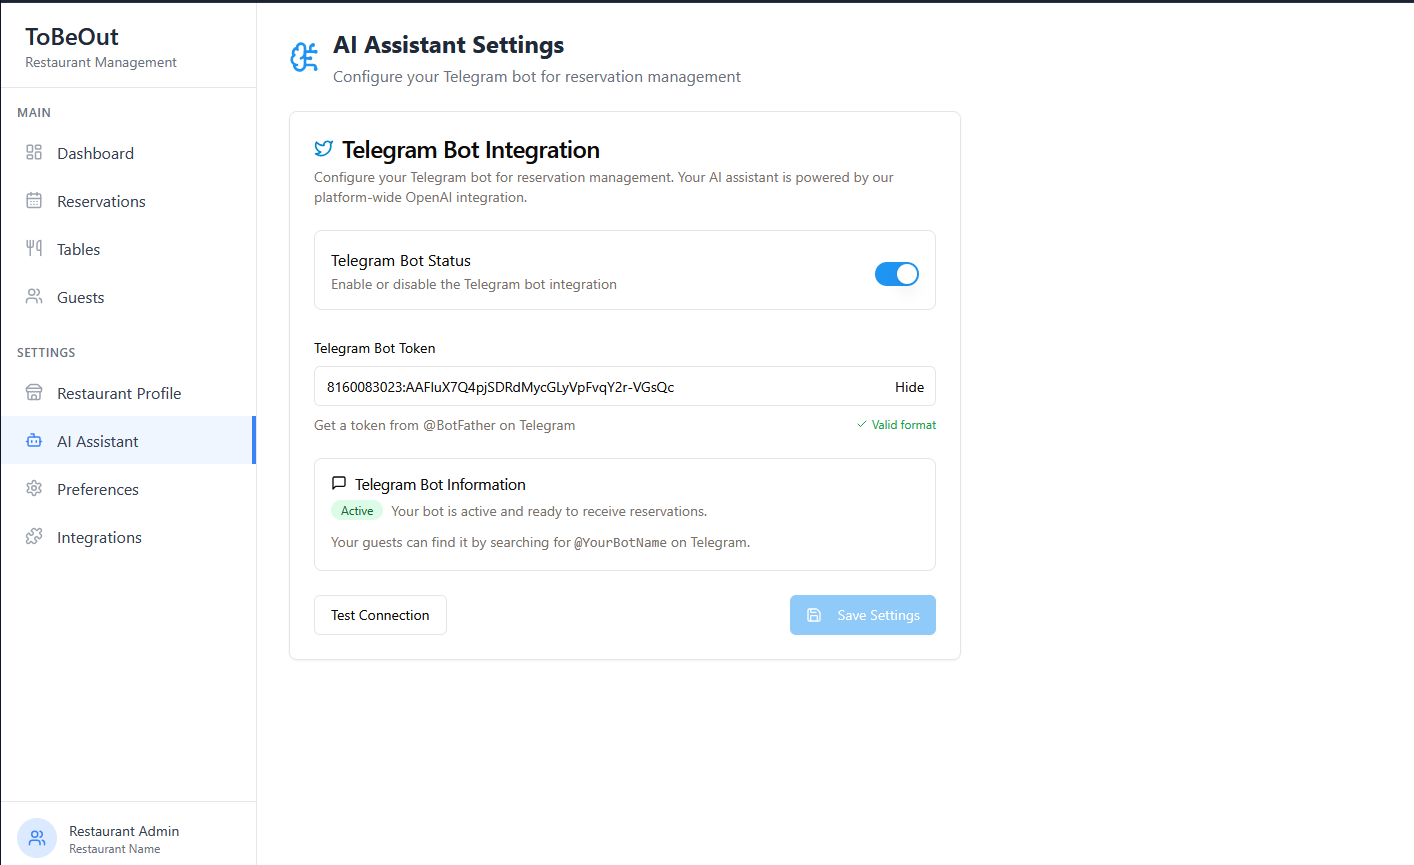 ToBeOut
Restaurant Management
MAIN
Dashboard
Reservations
Tables
Guests
SETTINGS
Restaurant Profile
AI Assistant
Preferences
Integrations
Restaurant Admin
Restaurant Name
AI Assistant Settings
Configure your Telegram bot for reservation management
Telegram Bot Integration
Configure your Telegram bot for reservation management. Your AI assistant is powered by our
platform-wide OpenAI integration.
Telegram Bot Status
Enable or disable the Telegram bot integration
Telegram Bot Token
8160083023:AAFIuX7Q4pjSDRdMycGLyVpFvqY2r-VGsQc
Hide
Get a token from @BotFather on Telegram
Valid format
Telegram Bot Information
Active
Your bot is active and ready to receive reservations.
Your guests can find it by searching for @YourBotName on Telegram.
Test Connection
Save Settings